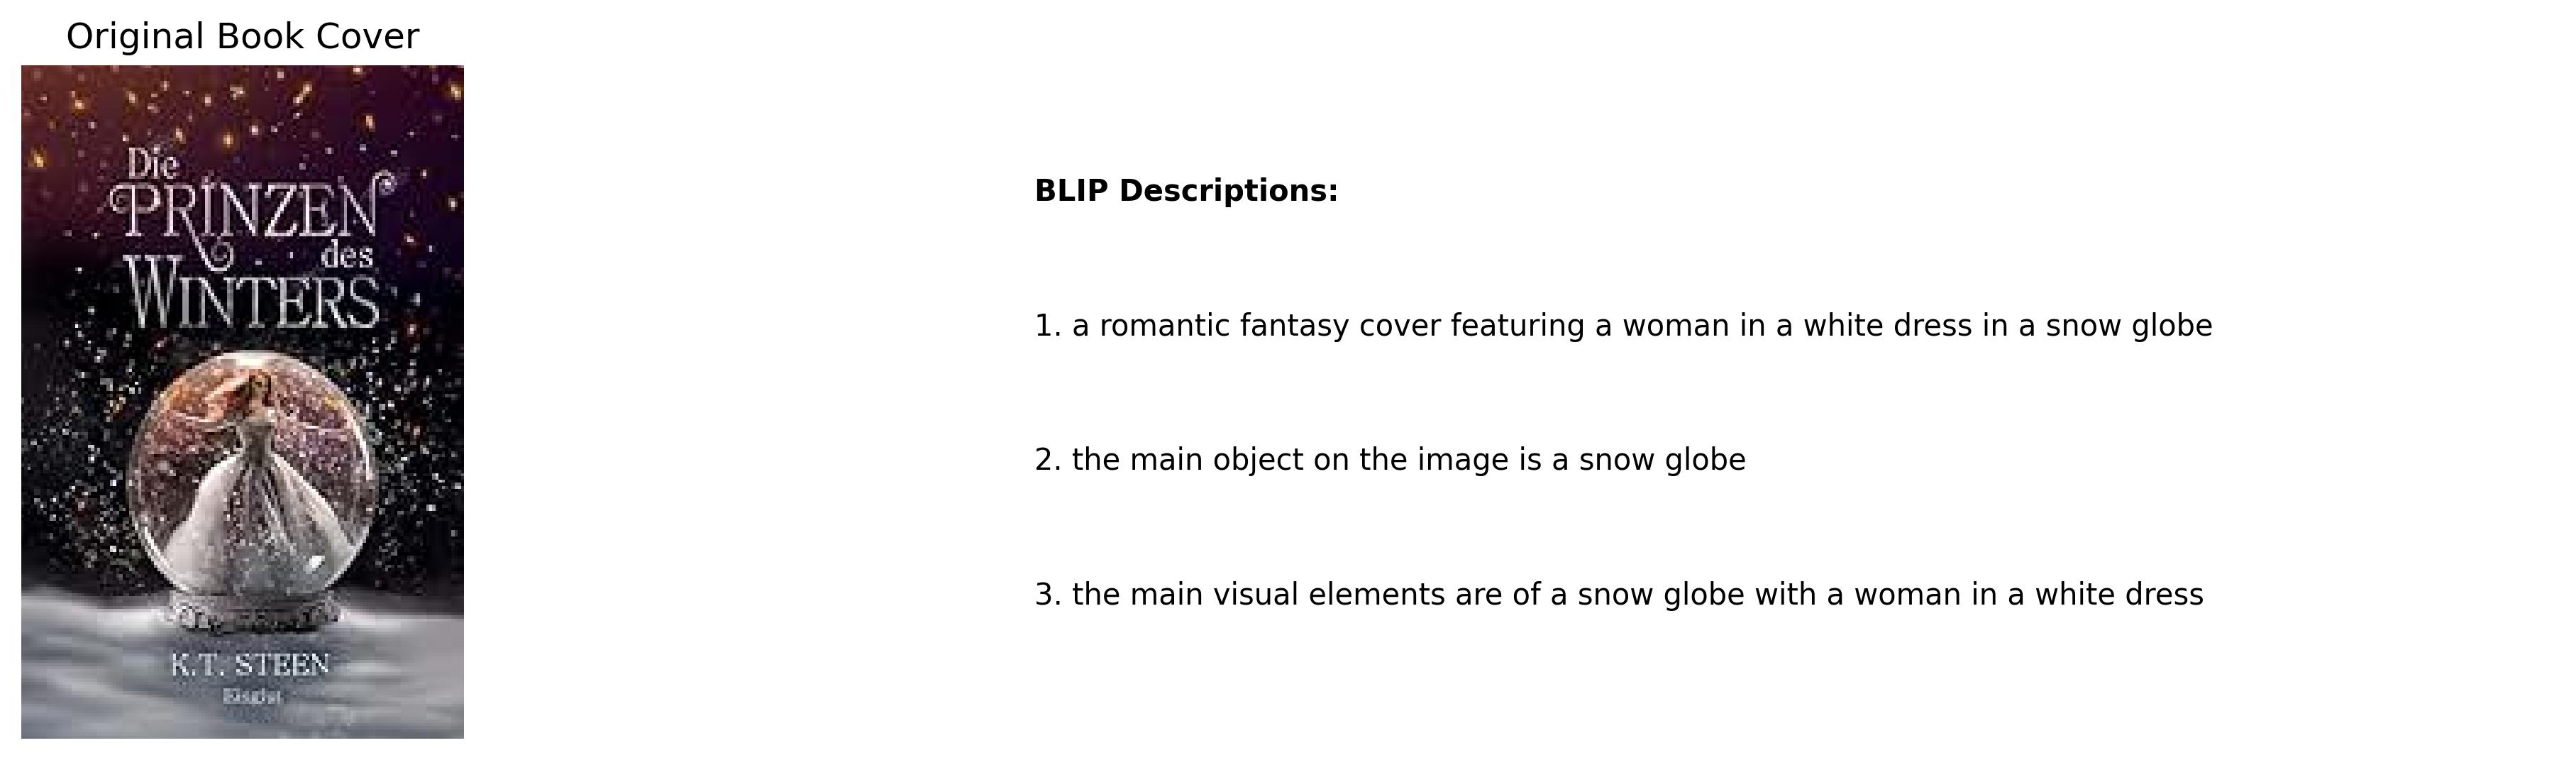 Original Book Cover
Die
PRINZEN
des
WINTERS
K.T. STEEN
BLIP Descriptions:
1. a romantic fantasy cover featuring a woman in a white dress in a snow globe
2. the main object on the image is a snow globe
3. the main visual elements are of a snow globe with a woman in a white dress